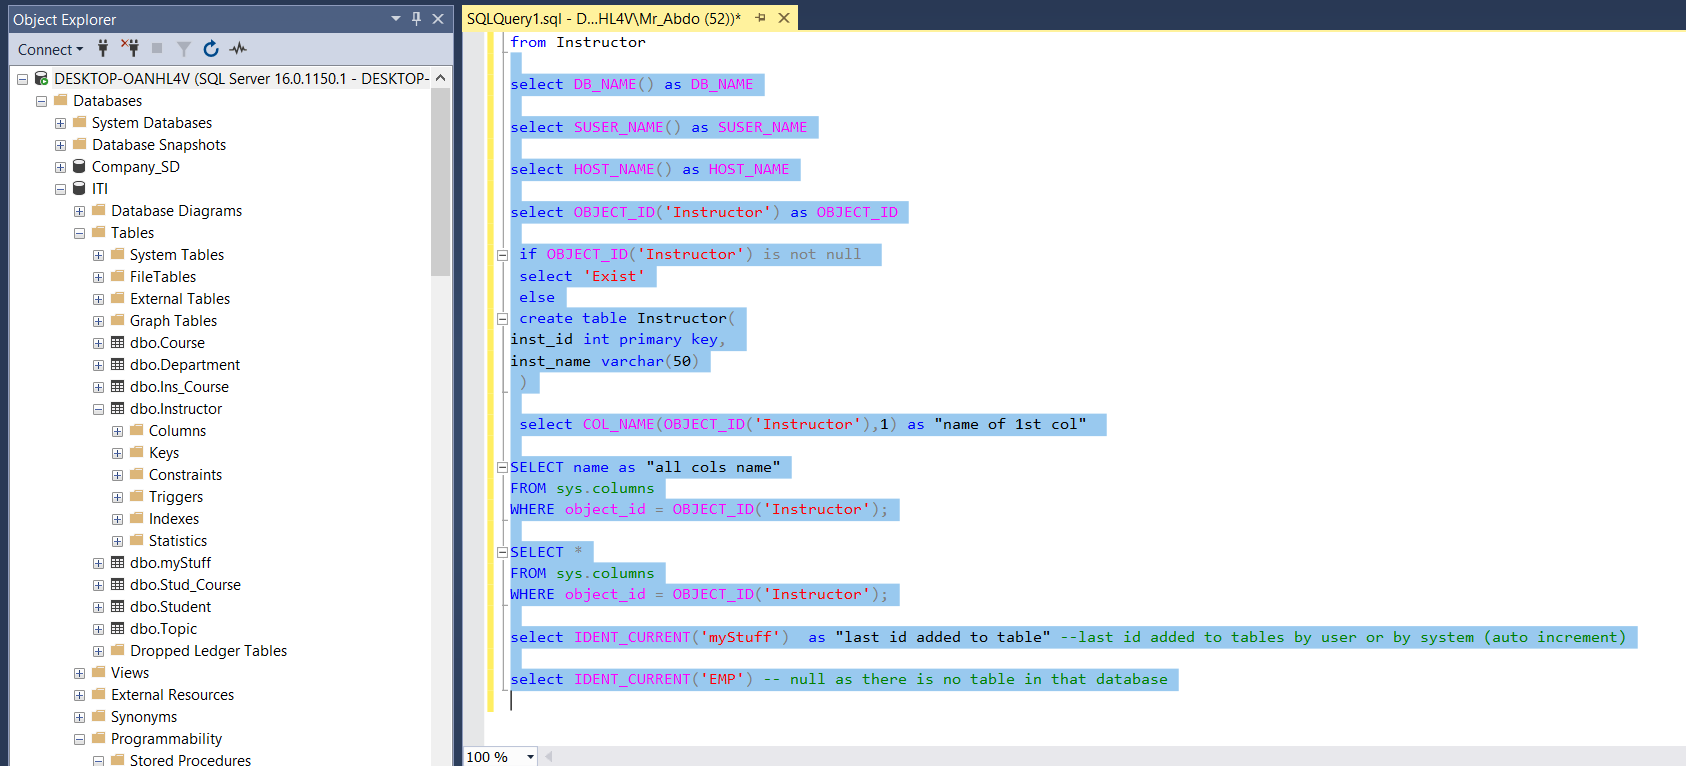 Object Explorer
Connect
DESKTOP-OANHL4V (SQL Server 16.0.1150.1 - DESKTOP-
Databases
System Databases
Database Snapshots
Company_SD
ITI
Database Diagrams
Tables
System Tables
FileTables
External Tables
Graph Tables
dbo.Course
dbo.Department
dbo.Ins_Course
dbo.Instructor
Columns
Keys
Constraints
Triggers
Indexes
Statistics
dbo.myStuff
dbo.Stud_Course
dbo.Student
dbo.Topic
Dropped Ledger Tables
Views
External Resources
Synonyms
Programmability
Stored Procedures
SQLQuery1.sql - D...HL4V\Mr_Abdo (52))*
from Instructor
select DB_NAME() as DB_NAME
select SUSER_NAME() as SUSER_NAME
select HOST_NAME() as HOST_NAME
select OBJECT_ID('Instructor') as OBJECT_ID
if OBJECT_ID('Instructor') is not null
select 'Exist'
else
create table Instructor(
inst_id int primary key,
inst_name varchar(50)
)
select COL_NAME(OBJECT_ID('Instructor'),1) as "name of 1st col"
SELECT name as "all cols name"
FROM sys.columns
WHERE object_id = OBJECT_ID('Instructor');
SELECT *
FROM sys.columns
WHERE object_id = OBJECT_ID('Instructor');
select IDENT_CURRENT('myStuff')  as "last id added to table" --last id added to tables by user or by system (auto increment)
select IDENT_CURRENT('EMP') -- null as there is no table in that database
100 %